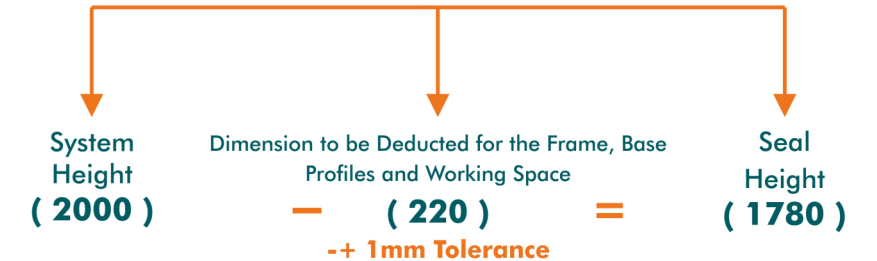 System
Height
( 2000 )
−
Dimension to be Deducted for the Frame, Base
Profiles and Working Space
( 220 )
-+ 1mm Tolerance
=
Seal
Height
( 1780 )